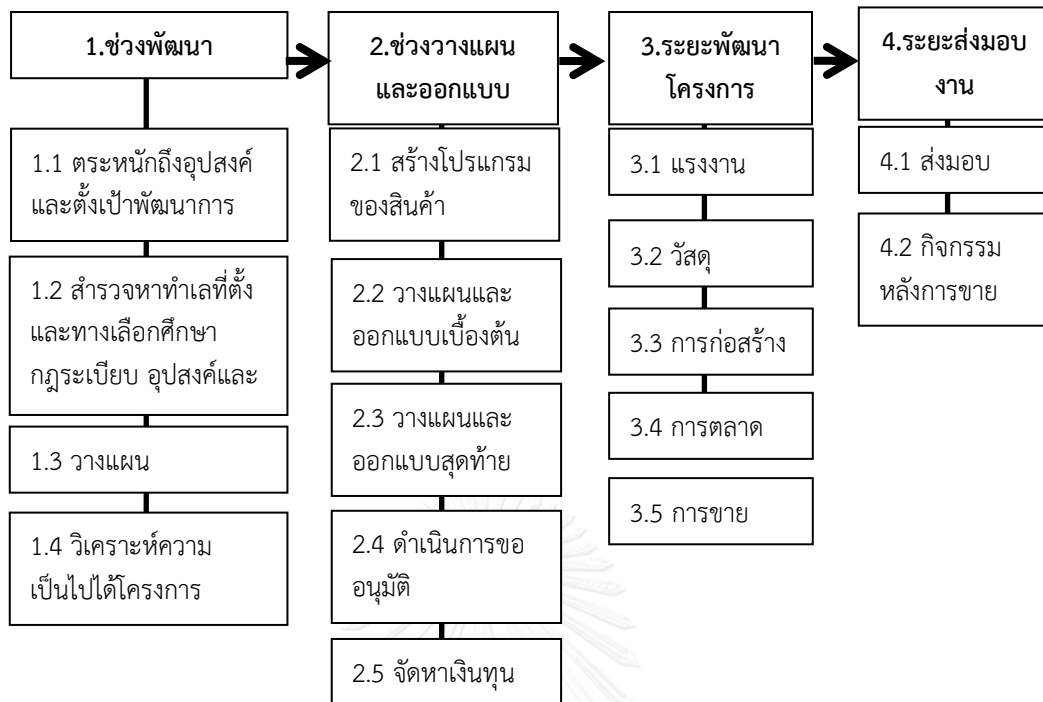 1.ช่วงพัฒนา
1.1 ตระหนักถึงอุปสงค์
และตั้งเป้าพัฒนาการ
1.2 สำรวจหาทำเลที่ตั้ง
และทางเลือกศึกษา
กฎระเบียบ อุปสงค์และ
1.3 วางแผน
1.4 วิเคราะห์ความ
เป็นไปได้โครงการ
2.ช่วงวางแผน
และออกแบบ
2.1 สร้างโปรแกรม
ของสินค้า
2.2 วางแผนและ
ออกแบบเบื้องต้น
2.3 วางแผนและ
ออกแบบสุดท้าย
2.4 ดำเนินการขอ
อนุมัติ
2.5 จัดหาเงินทุน
3.ระยะพัฒนา
โครงการ
3.1 แรงงาน
3.2 วัสดุ
3.3 การก่อสร้าง
3.4 การตลาด
3.5 การขาย
4.ระยะส่งมอบ
งาน
4.1 ส่งมอบ
4.2 กิจกรรม
หลังการขาย